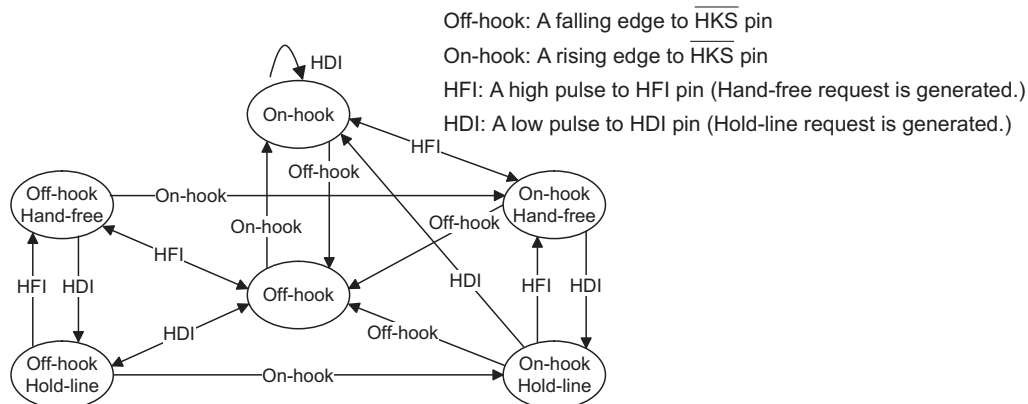 Off-hook: A falling edge to HKS pin
On-hook: A rising edge to HKS pin
HFI: A high pulse to HFI pin (Hand-free request is generated.)
HDI: A low pulse to HDI pin (Hold-line request is generated.)
HDI
On-hook
HFI
Off-hook
Off-hook
Hand-free
On-hook
On-hook
Hand-free
Off-hook
On-hook
HFI
HFI
HDI
Off-hook
HDI
HFI
HDI
HDI
Off-hook
Off-hook
Hold-line
On-hook
On-hook
Hold-line